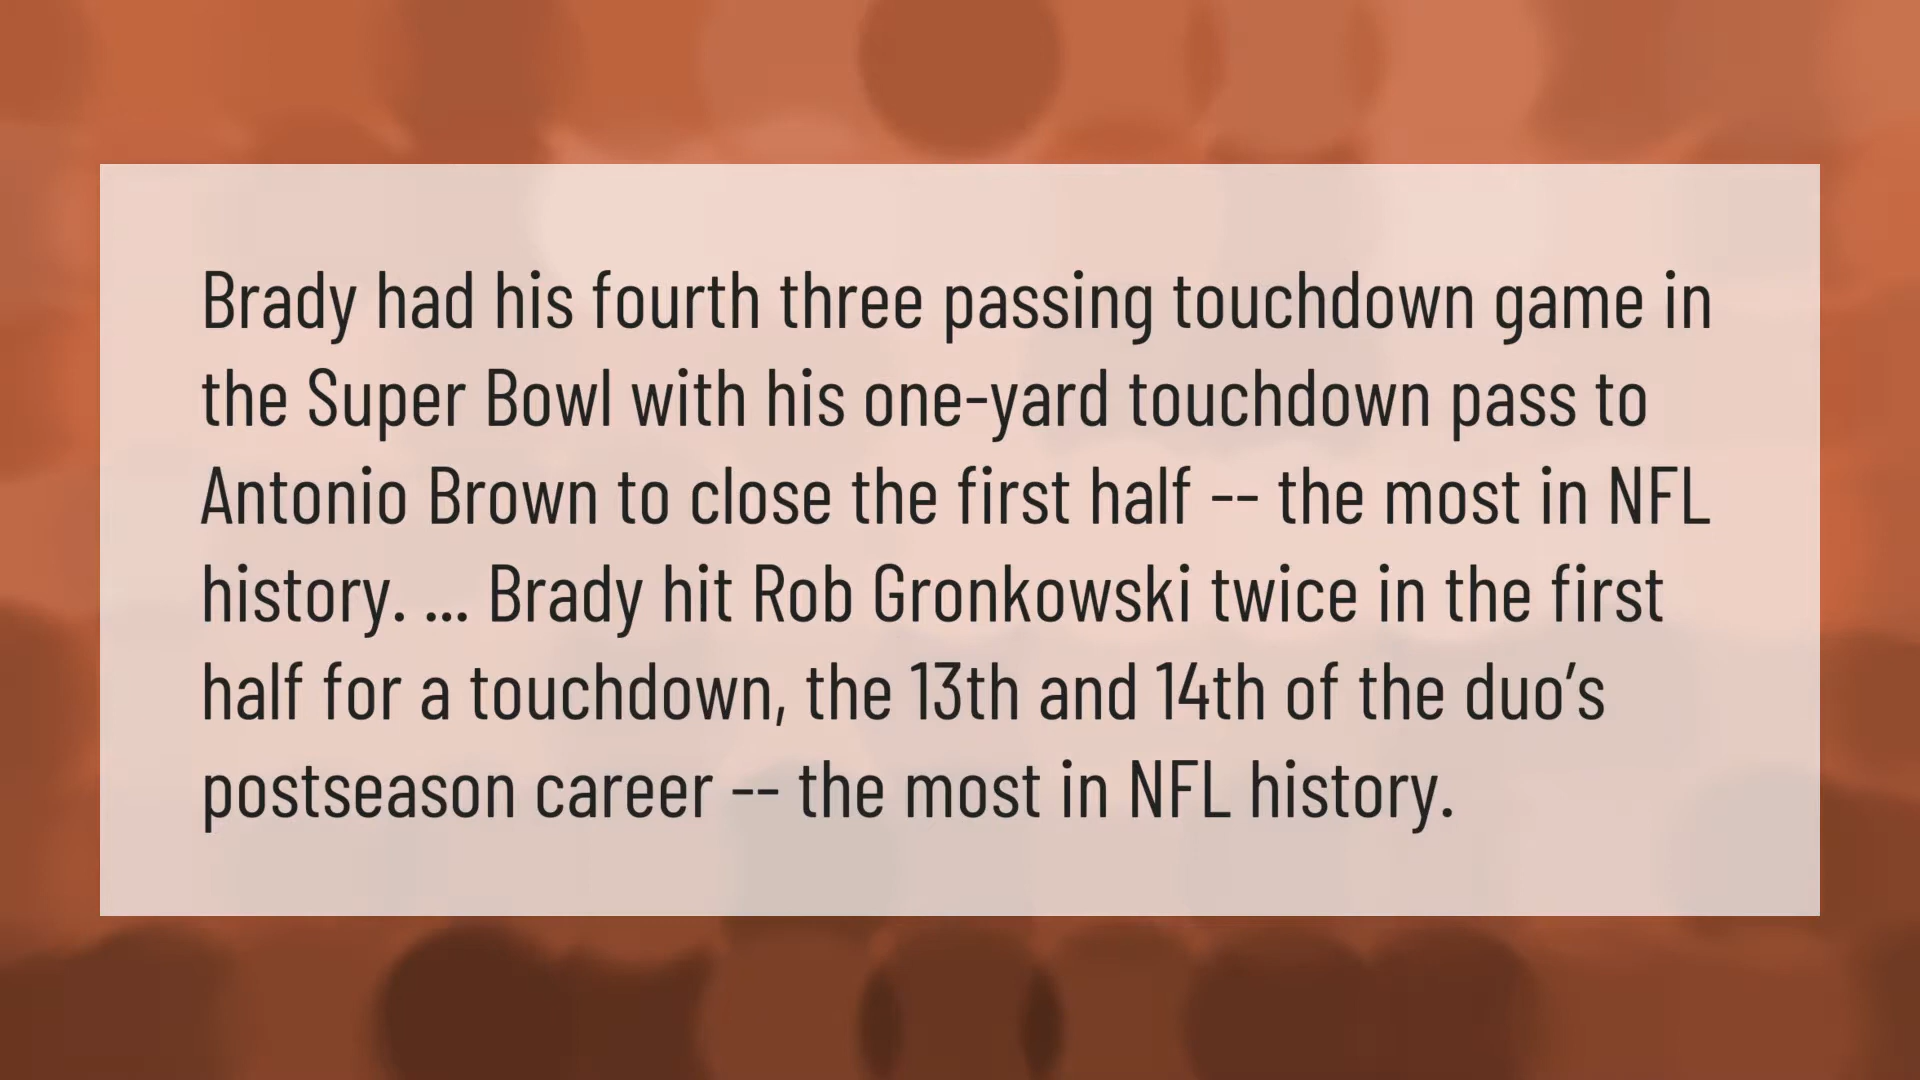 Brady had his fourth three passing touchdown game in
the Super Bowl with his one-yard touchdown pass to
Antonio Brown to close the first half -- the most in NFL
history. ... Brady hit Rob Gronkowski twice in the first
half for a touchdown, the 13th and 14th of the duo’s
postseason career -- the most in NFL history.